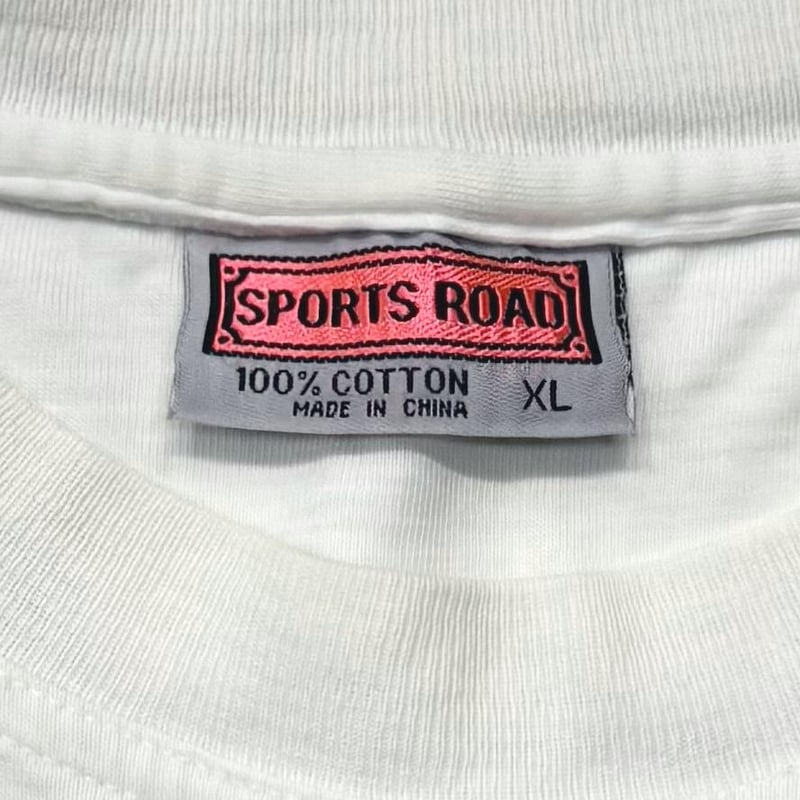 SPORTS ROAD
100% COTTON XL
MADE IN CHINA